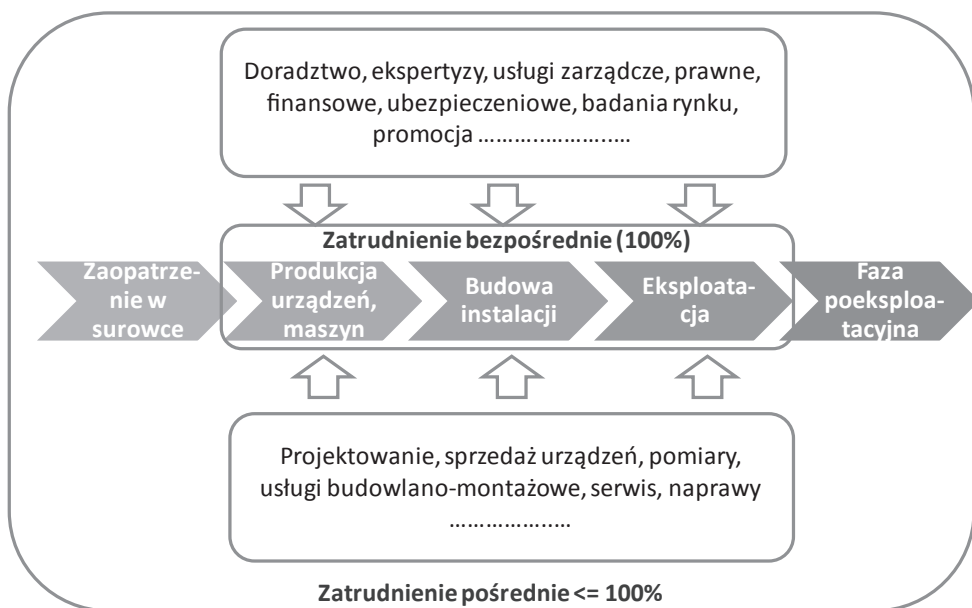 Doradztwo, ekspertyzy, usługi zarządcze, prawne,
finansowe, ubezpieczeniowe, badania rynku,
promocja ………..………..…
Zatrudnienie bezpośrednie (100%)
Zaopatrze-
nie w
surowce
Produkcja
urządzeń,
maszyn
Budowa
instalacji
Eksploata-
cja
Faza
poeksploa-
tacyjna
Projektowanie, sprzedaż urządzeń, pomiary,
usługi budowlano-montażowe, serwis, naprawy
……………..…
Zatrudnienie pośrednie <= 100%